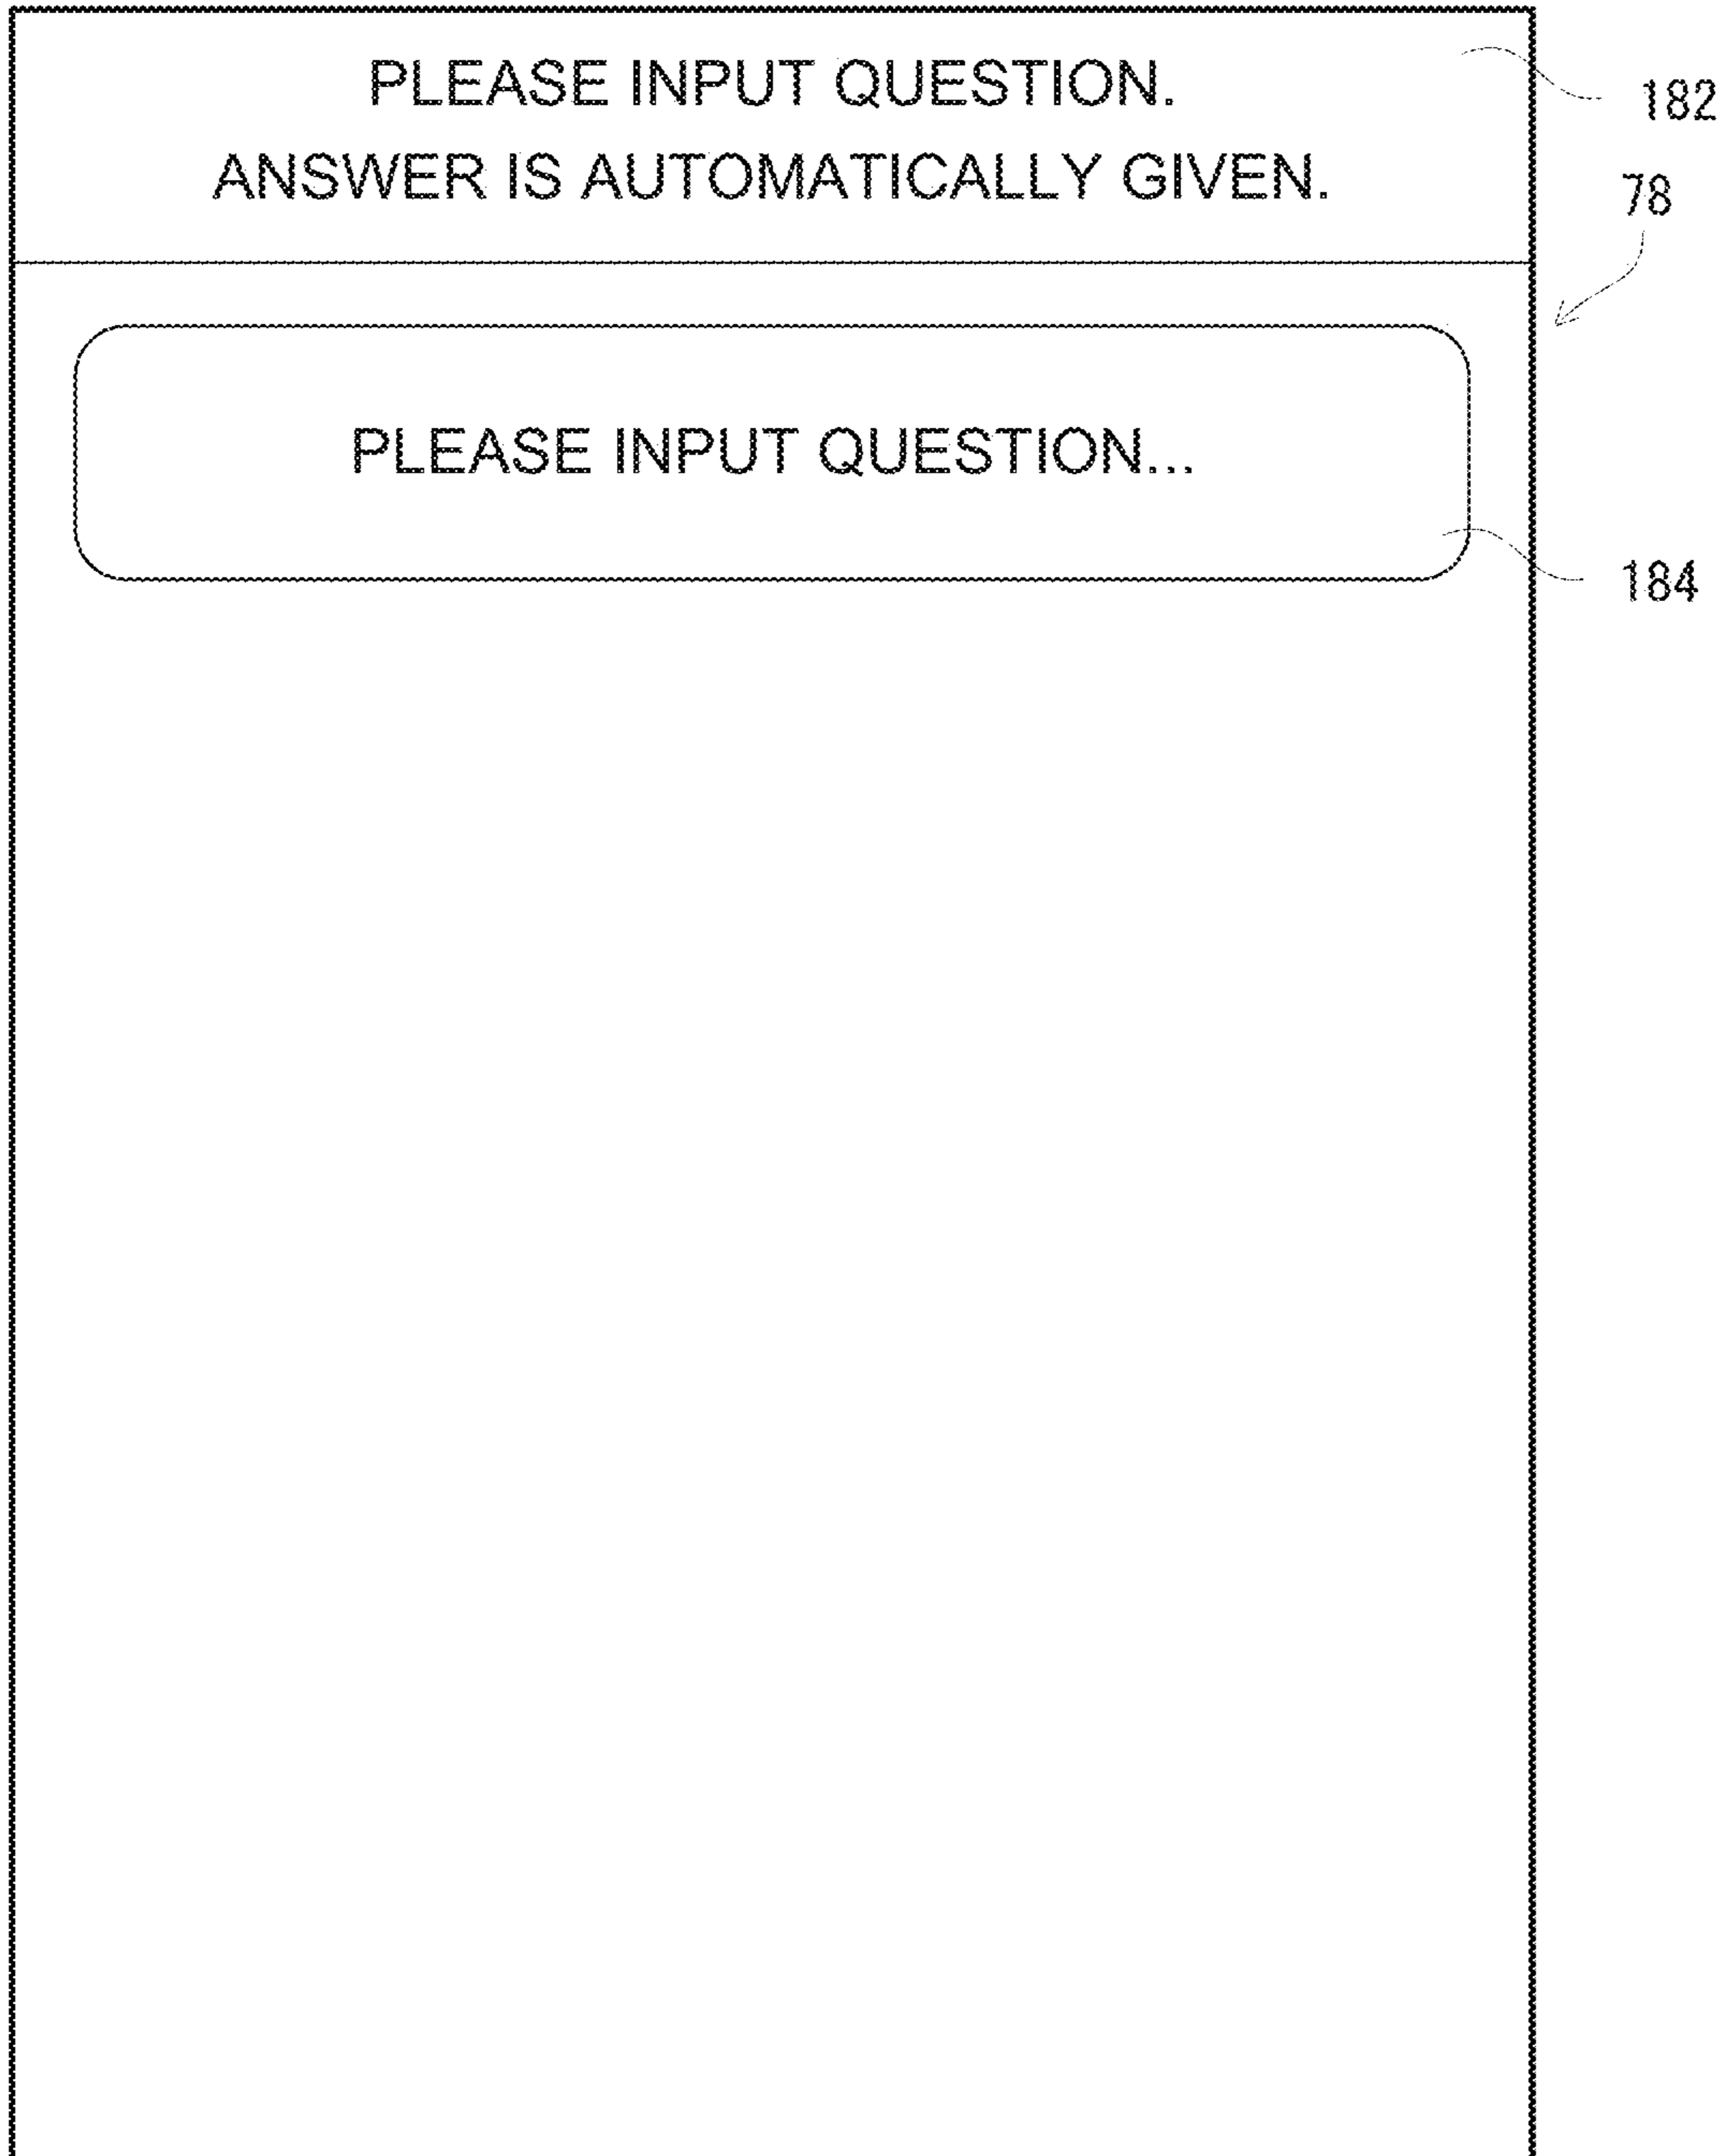 PLEASE INPUT QUESTION.
182
ANSWER IS AUTOMATICALLY GIVEN.
78
PLEASE INPUT QUESTION...
184